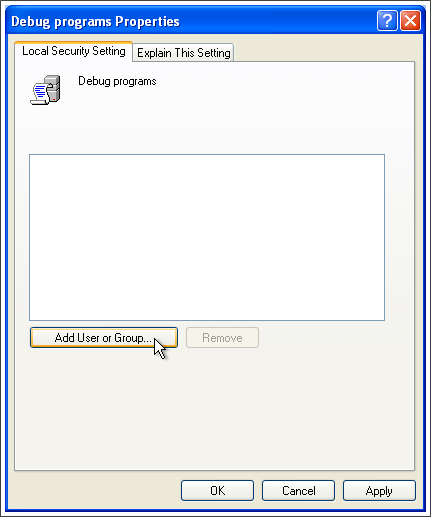 Debug programs Properties
Local Security Setting
Explain This Setting
Debug programs
Add User or Group...
Remove
OK
Cancel
Apply